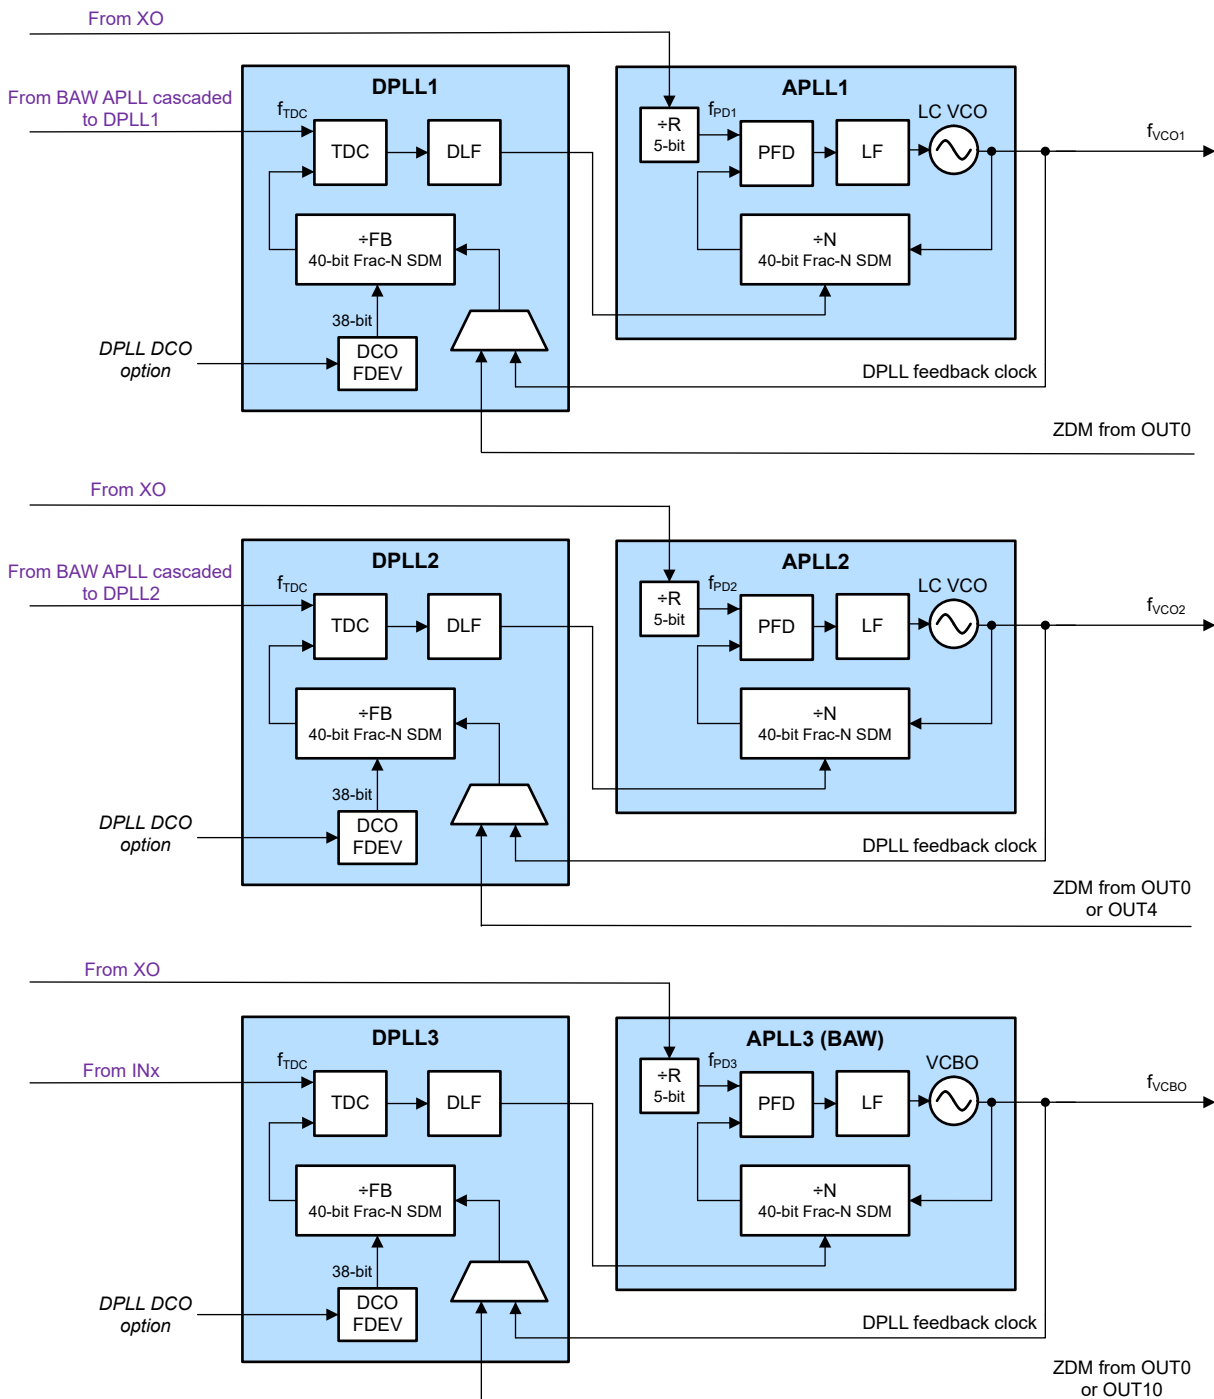 From XO
DPLL1
APLL1
From BAW APLL cascaded
to DPLL1
fTDC
TDC
DLF
÷R
5-bit
fPD1
PFD
LF
LC VCO
fVCO1
÷FB
40-bit Frac-N SDM
÷N
40-bit Frac-N SDM
38-bit
DPLL DCO
option
DCO
FDEV
DPLL feedback clock
ZDM from OUT0
From XO
DPLL2
APLL2
From BAW APLL cascaded
to DPLL2
fTDC
TDC
DLF
÷R
5-bit
fPD2
PFD
LF
LC VCO
fVCO2
÷FB
40-bit Frac-N SDM
÷N
40-bit Frac-N SDM
38-bit
DPLL DCO
option
DCO
FDEV
DPLL feedback clock
ZDM from OUT0
or OUT4
From XO
DPLL3
APLL3 (BAW)
From INx
fTDC
TDC
DLF
÷R
5-bit
fPD3
PFD
LF
VCBO
fVCBO
÷FB
40-bit Frac-N SDM
÷N
40-bit Frac-N SDM
38-bit
DPLL DCO
option
DCO
FDEV
DPLL feedback clock
ZDM from OUT0
or OUT10